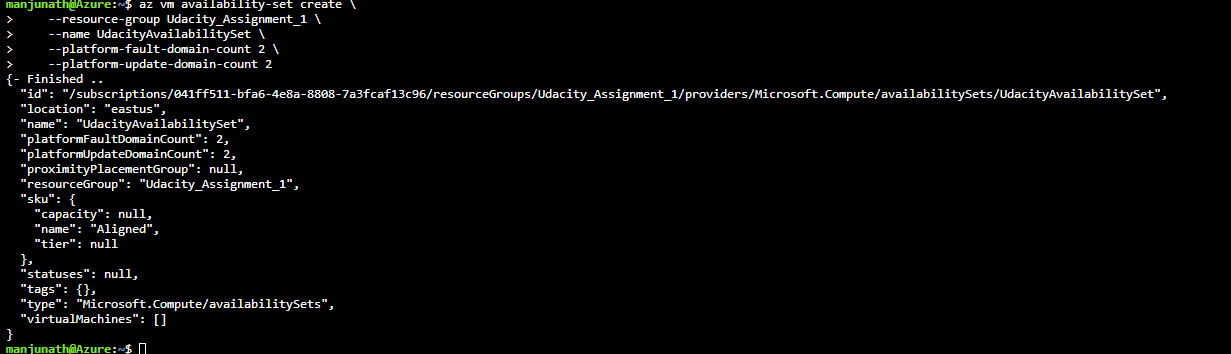 manjunath@Azure:~$ az vm availability-set create \
>     --resource-group Udacity_Assignment_1 \
>     --name UdacityAvailabilitySet \
>     --platform-fault-domain-count 2 \
>     --platform-update-domain-count 2
{- Finished ..
  "id": "/subscriptions/041ff511-bfa6-4e8a-8808-7a3fcaf13c96/resourceGroups/Udacity_Assignment_1/providers/Microsoft.Compute/availabilitySets/UdacityAvailabilitySet",
  "location": "eastus",
  "name": "UdacityAvailabilitySet",
  "platformFaultDomainCount": 2,
  "platformUpdateDomainCount": 2,
  "proximityPlacementGroup": null,
  "resourceGroup": "Udacity_Assignment_1",
  "sku": {
    "capacity": null,
    "name": "Aligned",
    "tier": null
  },
  "statuses": null,
  "tags": {},
  "type": "Microsoft.Compute/availabilitySets",
  "virtualMachines": []
}
manjunath@Azure:~$